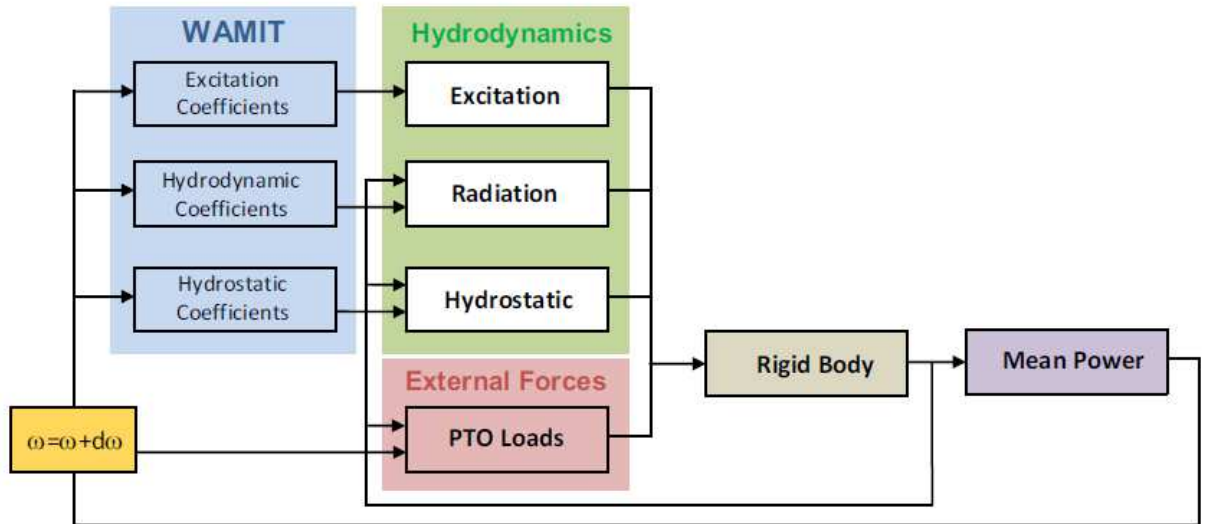 WAMIT
Hydrodynamics
Excitation
Coefficients
Excitation
Hydrodynamic
Coefficients
Radiation
Hydrostatic
Coefficients
Hydrostatic
Rigid Body
Mean Power
External Forces
PTO Loads
ω=ω+dω